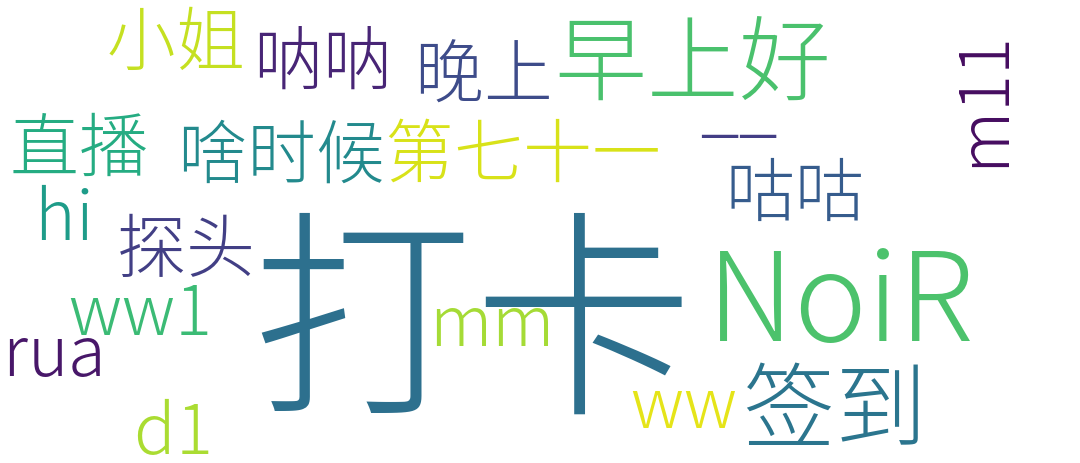 小姐
呐呐
晚上
早上好
m11
直播
啥时候
第七十一
一一
咕咕
hi
探头
打卡
NoiR
ww1
mm
rua
ww
签到
d1